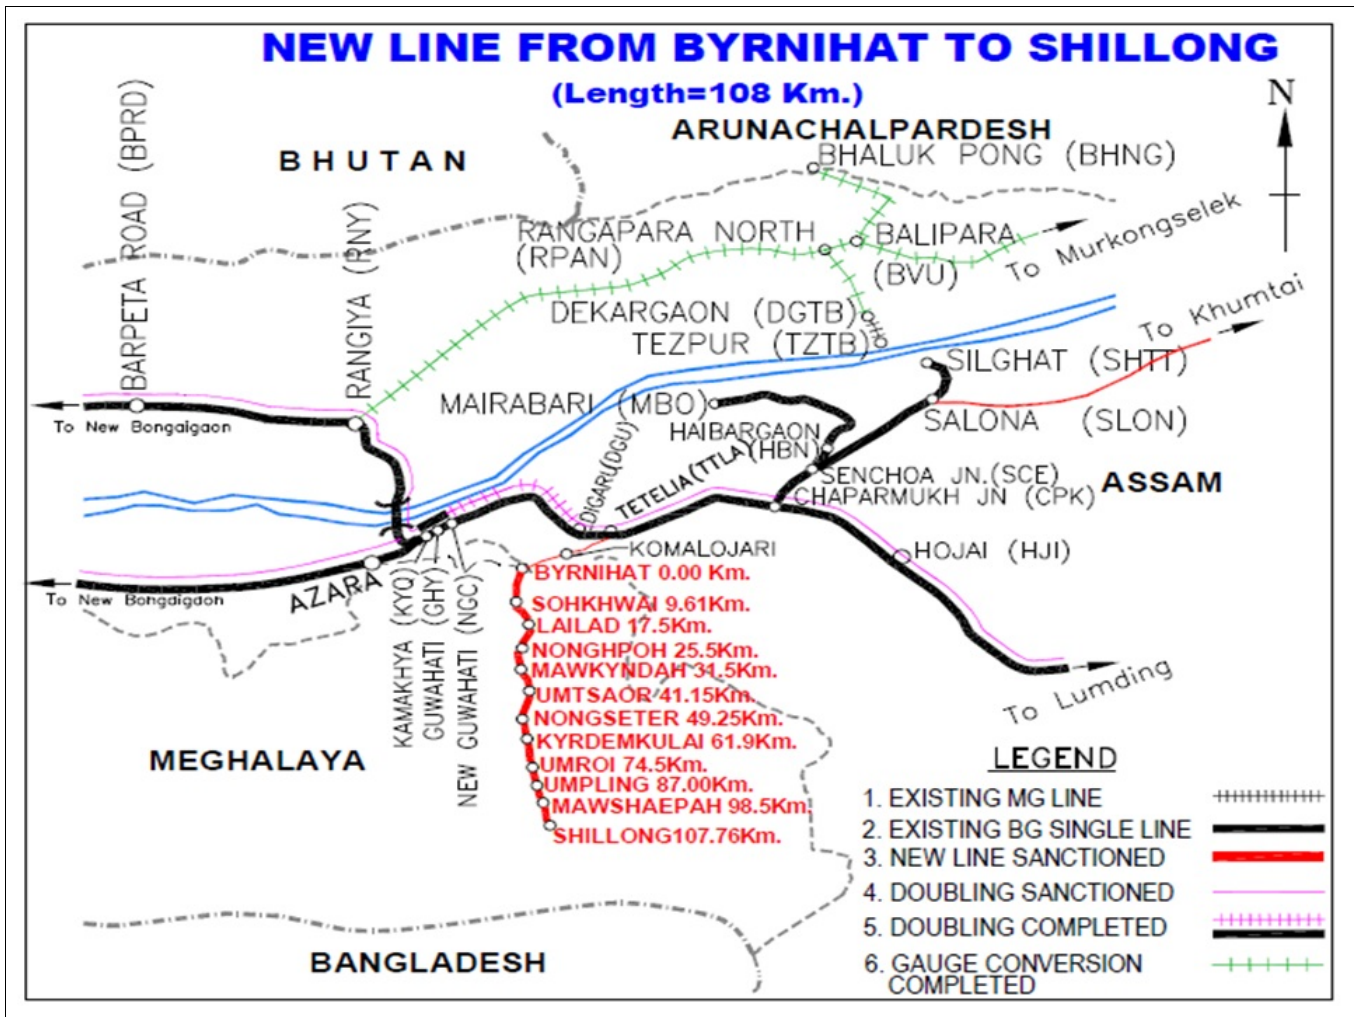 NEW LINE FROM BYRNIHAT TO SHILLONG
(Length=108 Km.)
N
ARUNACHALPARDESH
BHUTAN
BHALUK PONG (BHNG)
BARPETA ROAD (BPRD)
RANGIYA (RNY)
RANGAPARA NORTH
(RPAN)
BALIPARA
(BVU)
To Murkongselek
DEKARGAON (DGTB)
TEZPUR (TZTB)
To Khumtai
SILGHAT (SHTT)
MAIRABARI (MBO)
SALONA (SLON)
To New Bongaigaon
HAIBARGAON
(HBN)
DIGARU(DGU)
TETELIA(TTLA)
SENCHOA JN.(SCE)
CHAPARMUKH JN (CPK)
ASSAM
KOMALOJARI
HOJAI (HJI)
AZARA
To New Bongdigdon
KAMAKHYA (KYQ)
GUWAHATI (GHY)
NEW GUWAHATI (NGC)
BYRNIHAT 0.00 Km.
SOHKHWAI 9.61Km.
LAILAD 17.5Km.
NONGHPOH 25.5Km.
MAWKYNDAH 31.5Km.
UMTSAOR 41.15Km.
NONGSETER 49.25Km.
KYRDEMKULAI 61.9Km.
UMROI 74.5Km.
UMPLING 87.00Km.
MAWSHAEPAH 98.5Km.
SHILLONG107.76Km.
To Lumding
MEGHALAYA
BANGLADESH
LEGEND
1. EXISTING MG LINE
2. EXISTING BG SINGLE LINE
3. NEW LINE SANCTIONED
4. DOUBLING SANCTIONED
5. DOUBLING COMPLETED
6. GAUGE CONVERSION
COMPLETED